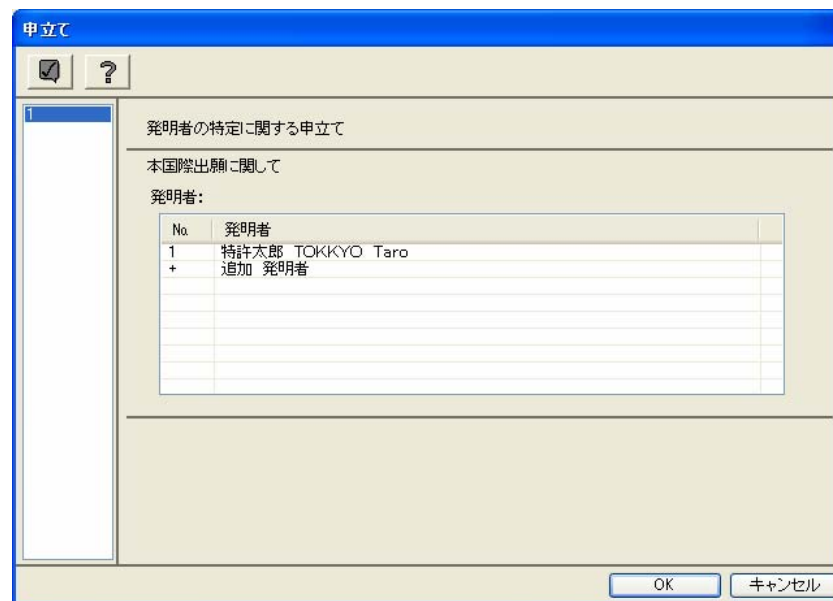 申立て
?
1
発明者の特定に関する申立て
本国際出願に関して
発明者:
No. 発明者
1 特許太郎 TOKKYO Taro
+ 追加 発明者
OK キャンセル